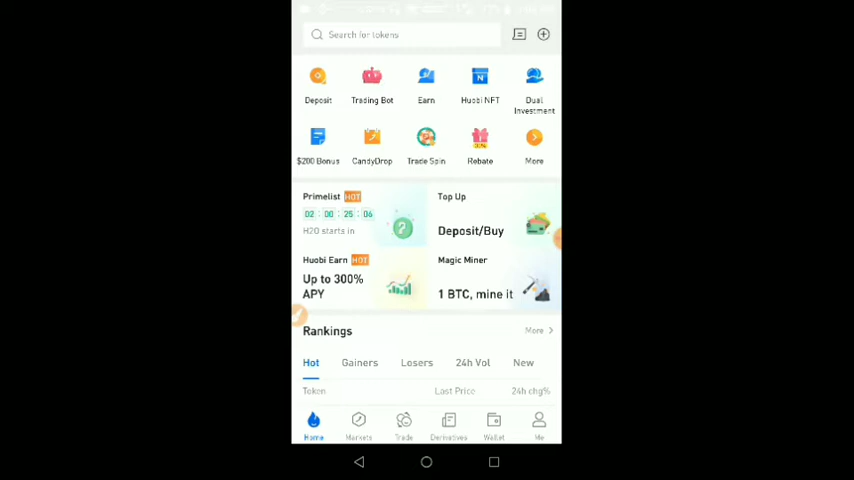 Search for tokens
Deposit
Trading Bot
Earn
Huobi NFT
Dual
Investment
$200 Bonus
CandyDrop
Trade Spin
Rebate
More
Primelist HOT
02 : 00 : 25 : 06
H2O starts in
Top Up
Deposit/Buy
Huobi Earn HOT
Up to 300%
APY
Magic Miner
1 BTC, mine it
Rankings
More
Hot
Gainers
Losers
24h Vol
New
Token
Last Price
24h chg%
Home
Markets
Trade
Derivatives
Wallet
Me